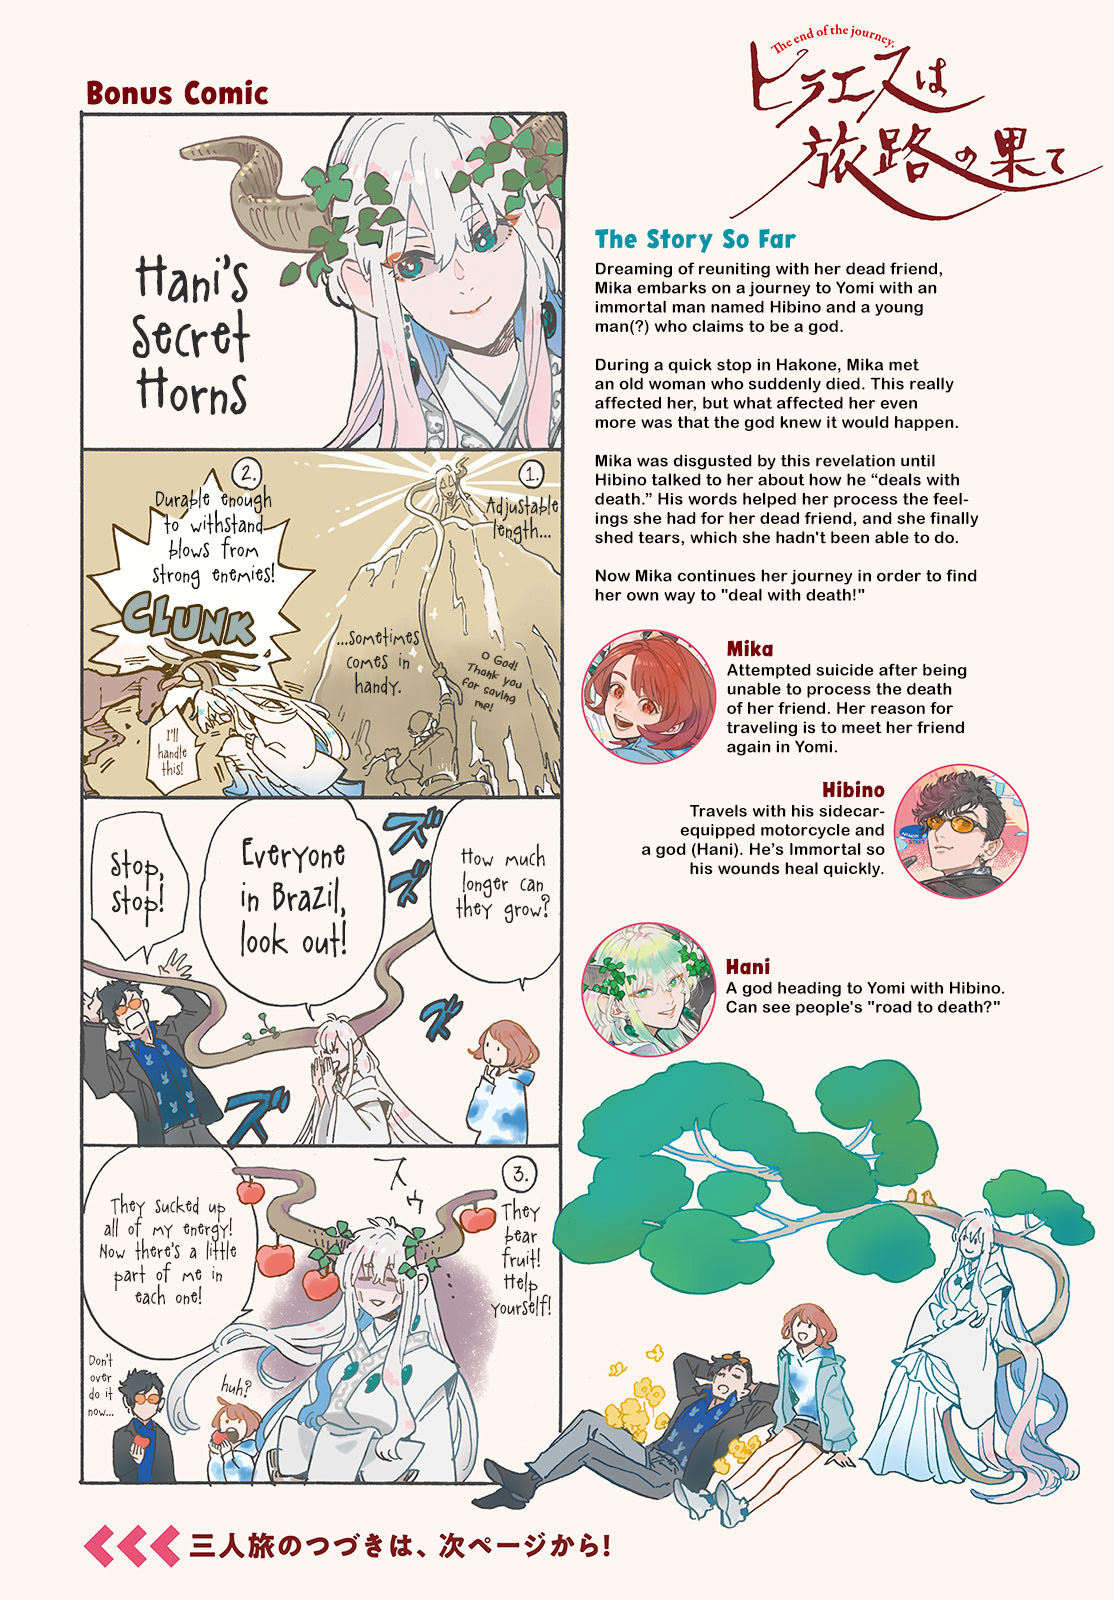 The end of the journey.
ヒラエスは
旅路の果て
Bonus Comic
Hani's
Secret
Horns
1.
Adjustable
length...
...sometimes
comes in
handy.
O God!
Thank you
for saving
me!
2.
Durable enough
to withstand
blows from
strong enemies!
CLUNK
I'll
handle
this!
How much
longer can
they grow?
ズズ
ズ
Everyone
in Brazil,
look out!
ズ
Stop,
stop!
3.
They
bear
fruit!
Help
yourself!
スゥ
...
They sucked up
all of my energy!
Now there's a little
part of me in
each one!
huh?
Don't
over
do it
now...
The Story So Far
Dreaming of reuniting with her dead friend,
Mika embarks on a journey to Yomi with an
immortal man named Hibino and a young
man(?) who claims to be a god.
During a quick stop in Hakone, Mika met
an old woman who suddenly died. This really
affected her, but what affected her even
more was that the god knew it would happen.
Mika was disgusted by this revelation until
Hibino talked to her about how he “deals with
death.” His words helped her process the feel-
ings she had for her dead friend, and she finally
shed tears, which she hadn't been able to do.
Now Mika continues her journey in order to find
her own way to "deal with death!"
Mika
Attempted suicide after being
unable to process the death
of her friend. Her reason for
traveling is to meet her friend
again in Yomi.
Hibino
Travels with his sidecar-
equipped motorcycle and
a god (Hani). He’s Immortal so
his wounds heal quickly.
Hani
A god heading to Yomi with Hibino.
Can see people's "road to death?"
三人旅のつづきは、次ページから!